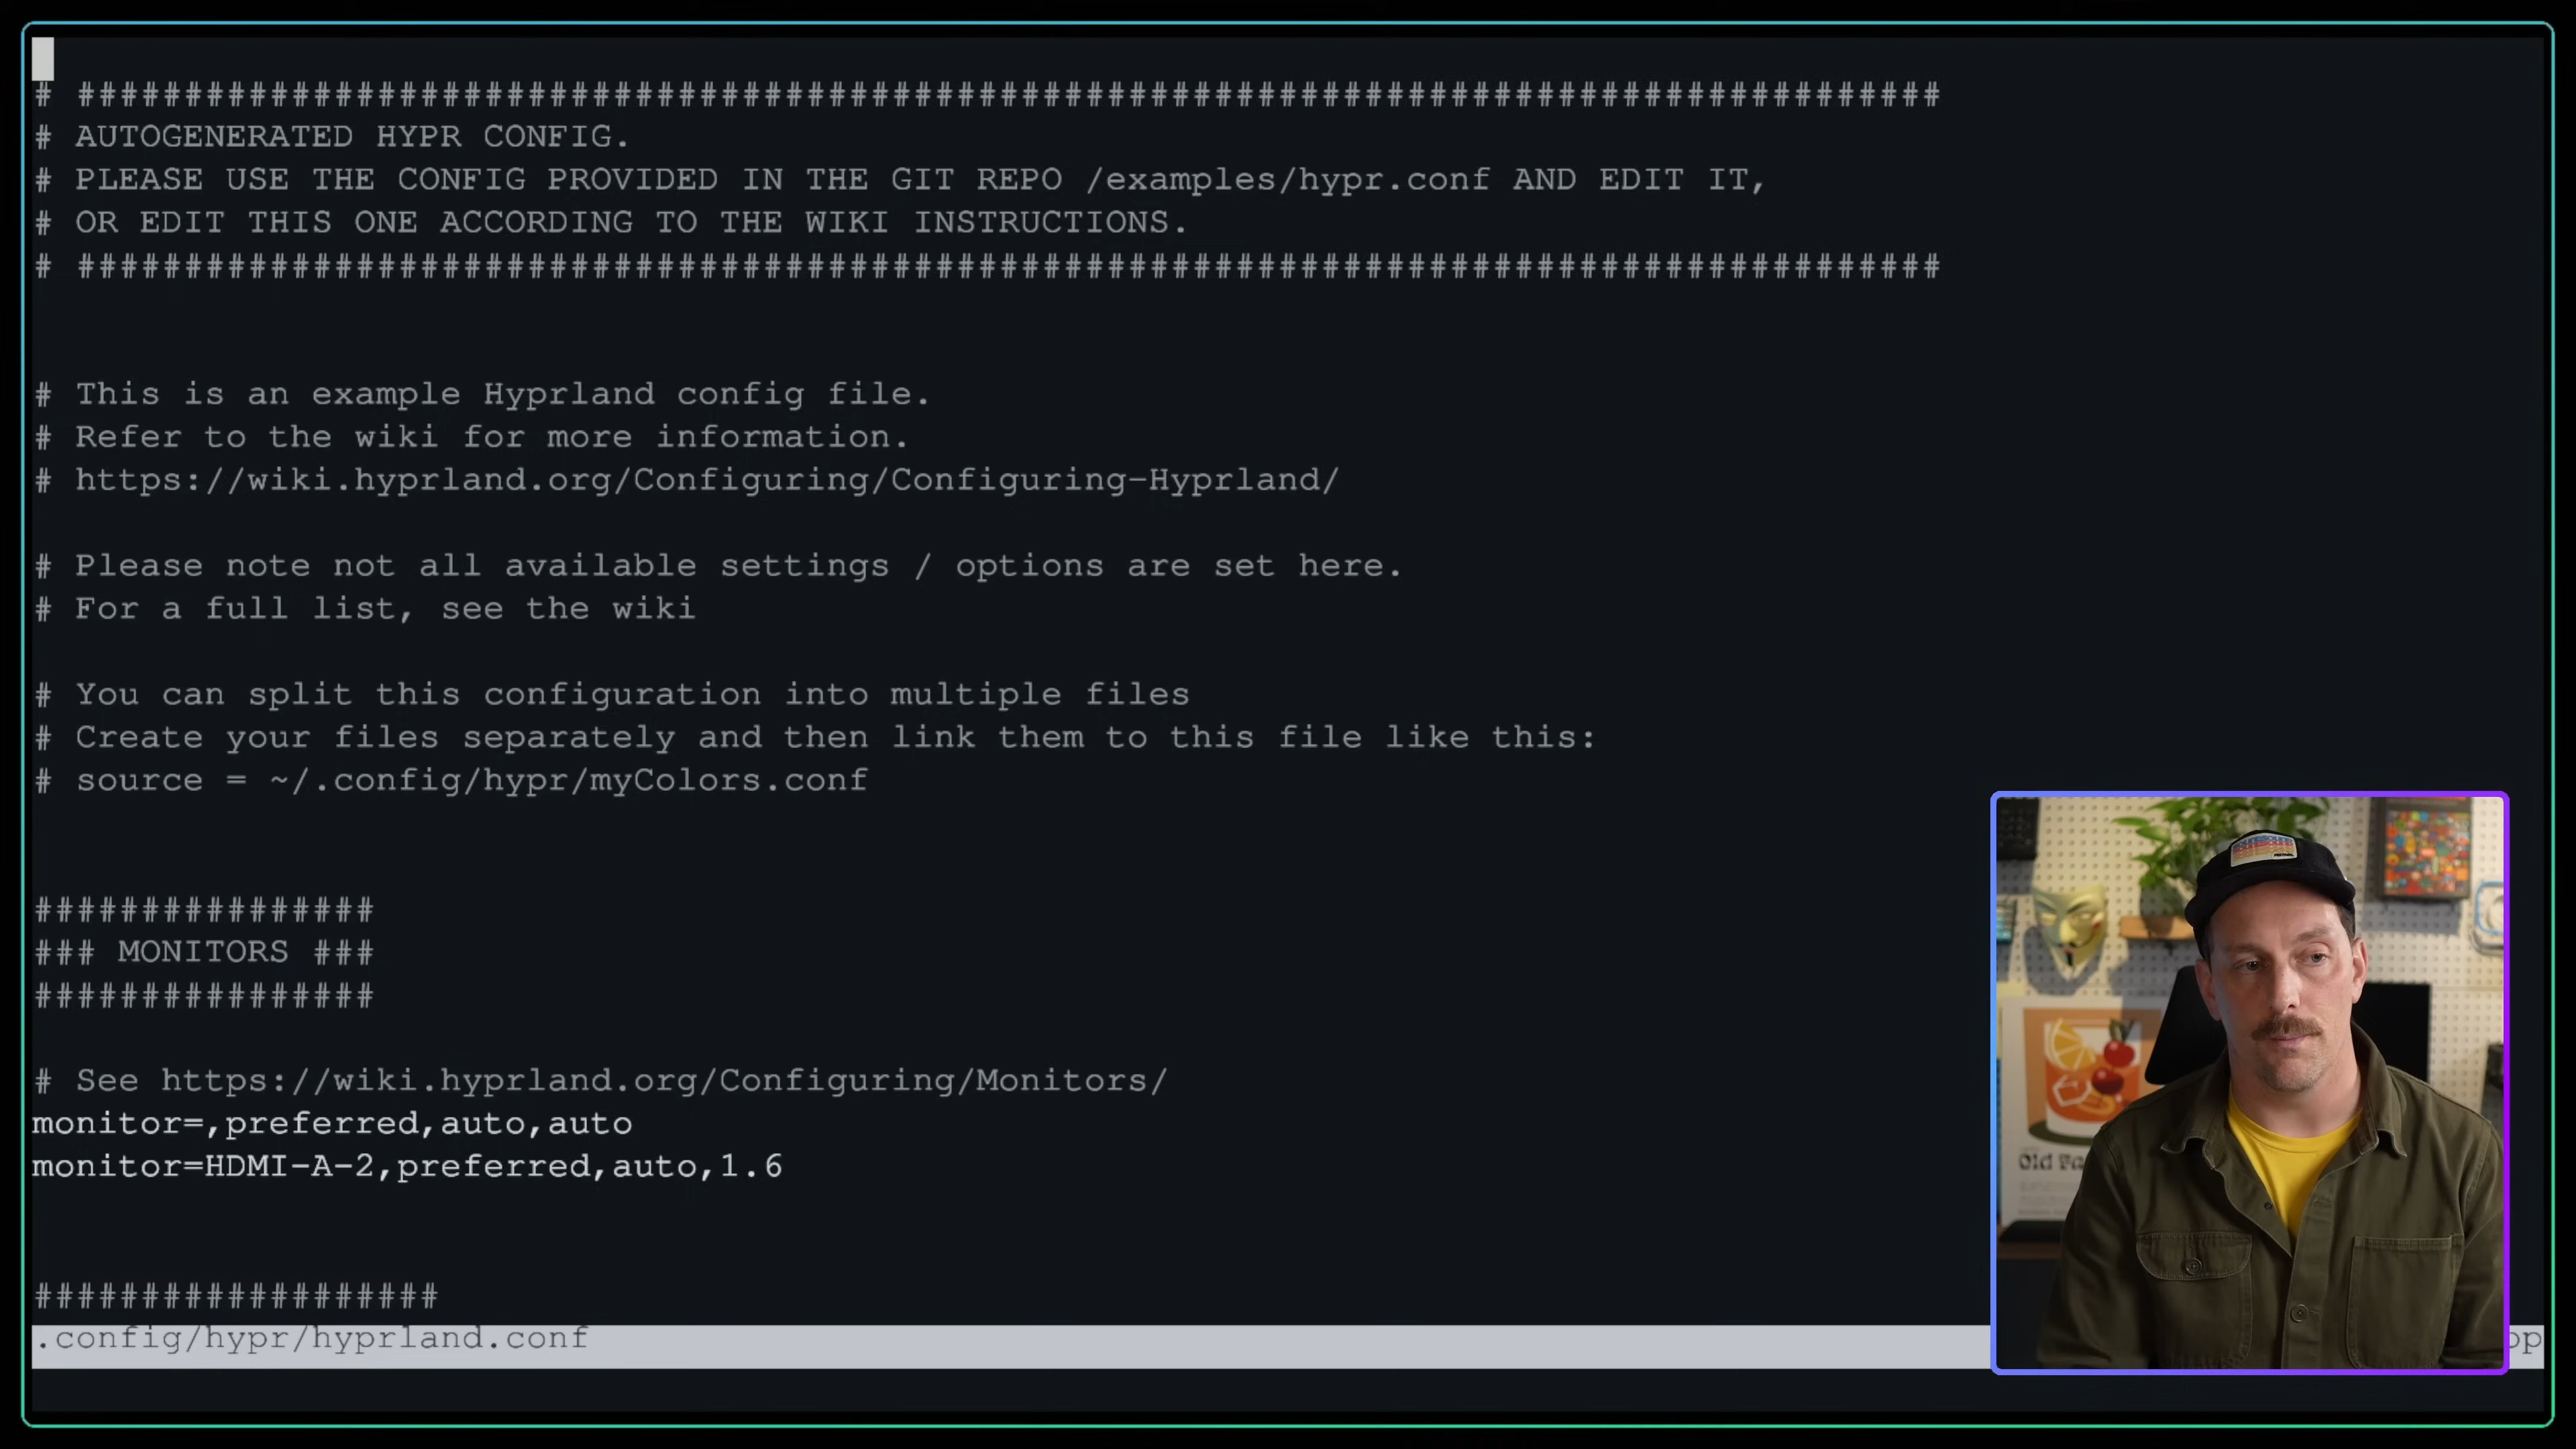 # #######################################################################################
# AUTOGENERATED HYPR CONFIG.
# PLEASE USE THE CONFIG PROVIDED IN THE GIT REPO /examples/hypr.conf AND EDIT IT,
# OR EDIT THIS ONE ACCORDING TO THE WIKI INSTRUCTIONS.
# #######################################################################################
# This is an example Hyprland config file.
# Refer to the wiki for more information.
# https://wiki.hyprland.org/Configuring/Configuring-Hyprland/
# Please note not all available settings / options are set here.
# For a full list, see the wiki
# You can split this configuration into multiple files
# Create your files separately and then link them to this file like this:
# source = ~/.config/hypr/myColors.conf
################
### MONITORS ###
################
# See https://wiki.hyprland.org/Configuring/Monitors/
monitor=,preferred,auto,auto
monitor=HDMI-A-2,preferred,auto,1.6
###################
.config/hypr/hyprland.conf
op
Old Fa